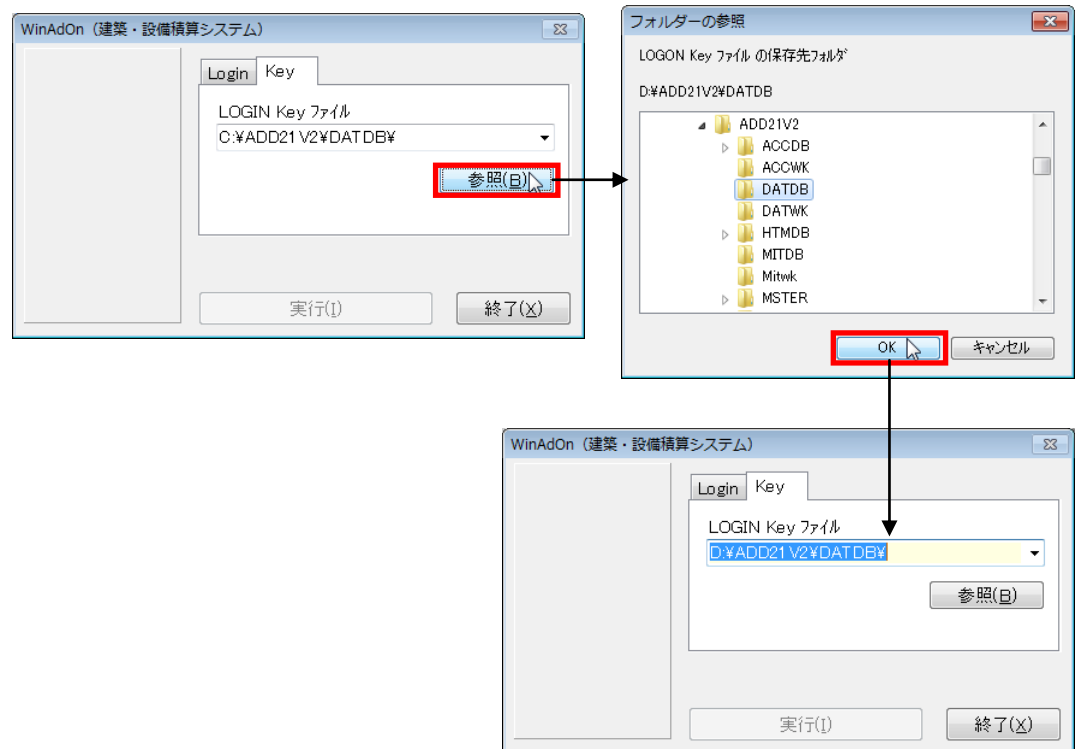 WinAdOn（建築・設備積算システム）
Login
Key
LOGIN Key ﾌｧｲﾙ
C:¥ADD21V2¥DATDB¥
参照(B)
実行(I)
終了(X)
フォルダーの参照
LOGON Key ﾌｧｲﾙ の保存先ﾌｫﾙﾀﾞ
D:¥ADD21V2¥DATDB
ADD21V2
ACCDB
ACCWK
DATDB
DATWK
HTMDB
MITDB
Mitwk
MSTER
OK
キャンセル
WinAdOn（建築・設備積算システム）
Login
Key
LOGIN Key ﾌｧｲﾙ
D:¥ADD21V2¥DATDB¥
参照(B)
実行(I)
終了(X)